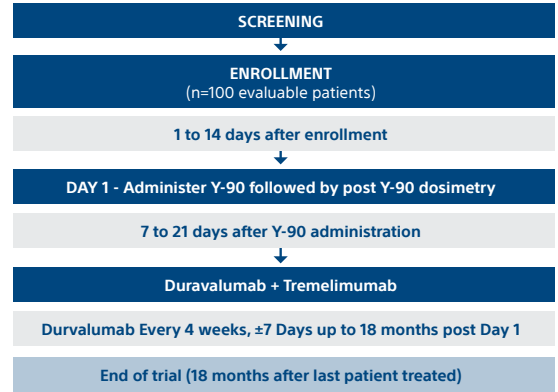 SCREENING
ENROLLMENT
(n=100 evaluable patients)
1 to 14 days after enrollment
DAY 1 - Administer Y-90 followed by post Y-90 dosimetry
7 to 21 days after Y-90 administration
Duravalumab + Tremelimumab
Durvalumab Every 4 weeks, ±7 Days up to 18 months post Day 1
End of trial (18 months after last patient treated)